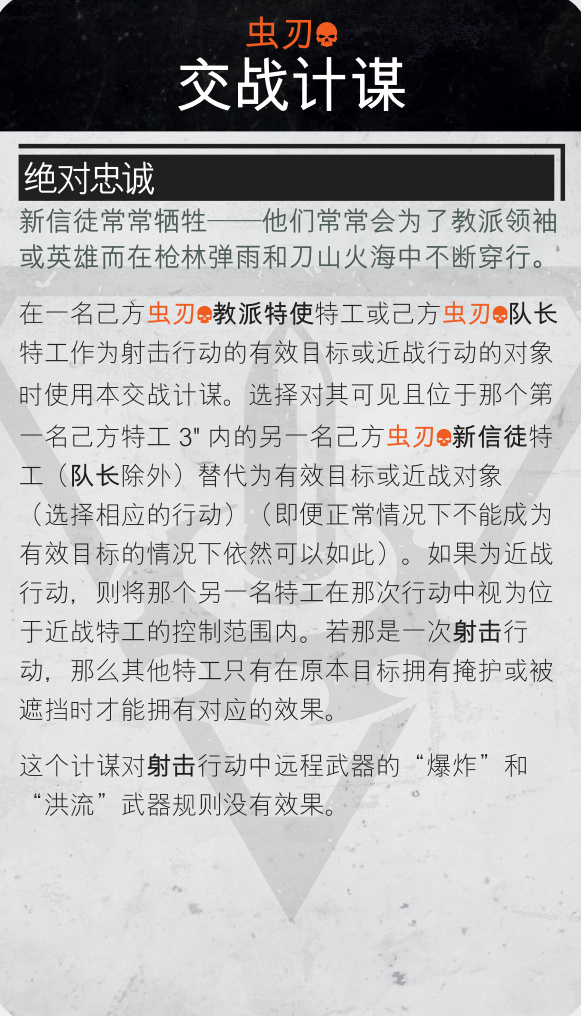 虫刃
交战计谋
绝对忠诚
新信徒常常牺牲——他们常常会为了教派领袖
或英雄而在枪林弹雨和刀山火海中不断穿行。
在一名己方虫刃教派特使特工或己方虫刃队长
特工作为射击行动的有效目标或近战行动的对象
时使用本交战计谋。选择对其可见且位于那个第
一名己方特工 3" 内的另一名己方虫刃新信徒特
工（队长除外）替代为有效目标或近战对象
（选择相应的行动）（即便正常情况下不能成为
有效目标的情况下依然可以如此）。如果为近战
行动，则将那个另一名特工在那次行动中视为位
于近战特工的控制范围内。若那是一次射击行
动，那么其他特工只有在原本目标拥有掩护或被
遮挡时才能拥有对应的效果。
这个计谋对射击行动中远程武器的“爆炸”和
“洪流”武器规则没有效果。